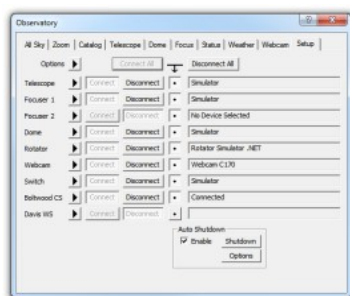 Observatory
All Sky Zoom Catalog Telescope Dome Focus Status Weather Webcam Setup
Options Connect All Disconnect All
Telescope Connect Disconnect + Simulator
Focuser 1 Connect Disconnect + Simulator
Focuser 2 Connect Disconnect + No Device Selected
Dome Connect Disconnect + Simulator
Rotator Connect Disconnect + Rotator Simulator .NET
Webcam Connect Disconnect + Webcam C170
Switch Connect Disconnect + Simulator
Boltwood CS Connect Disconnect + Connected
Davis WS Connect Disconnect +
Auto Shutdown
Enable Shutdown
Options